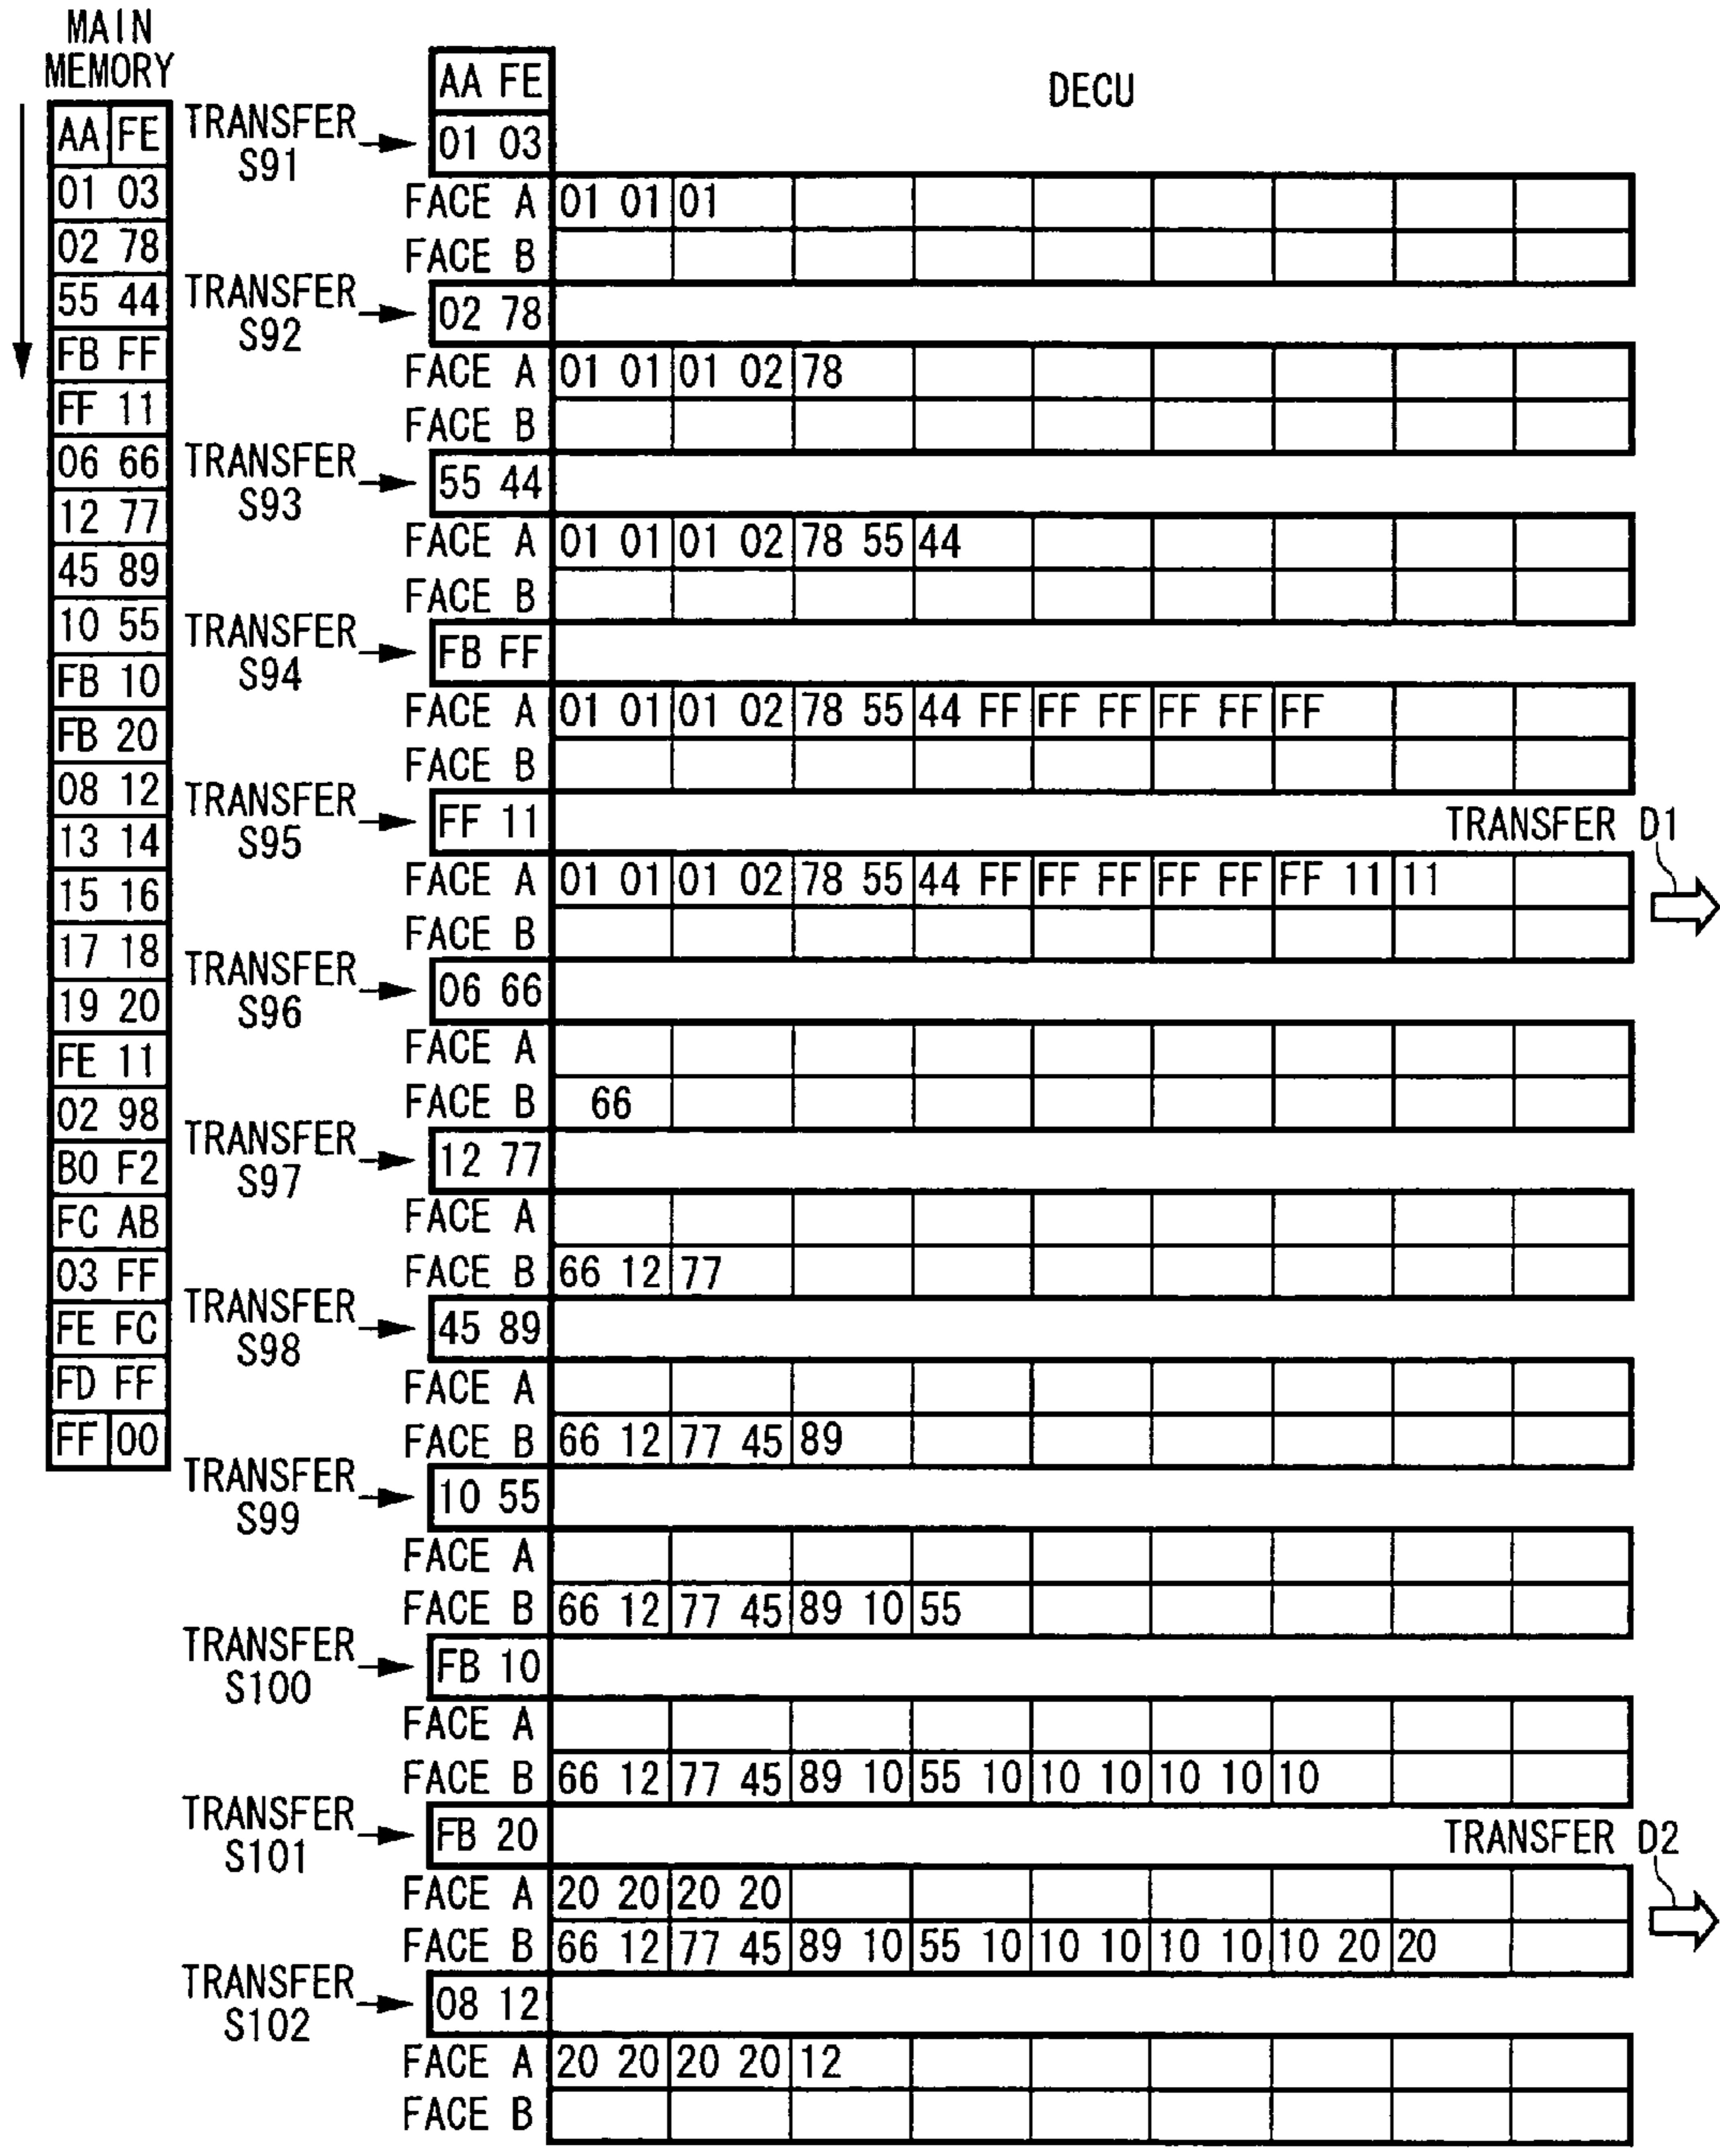 MAIN
MEMORY
AA FE
01 03
02 78
55 44
FB FF
FF 11
06 66
12 77
45 89
10 55
FB 10
FB 20
08 12
13 14
15 16
17 18
19 20
FE 11
02 98
B0 F2
FC AB
03 FF
FE FC
FD FF
FF 00
DECU
AA FE
TRANSFER
S91
01 03
FACE A 01 01 01
FACE B
TRANSFER
S92
02 78
FACE A 01 01 01 02 78
FACE B
TRANSFER
S93
55 44
FACE A 01 01 01 02 78 55 44
FACE B
TRANSFER
S94
FB FF
FACE A 01 01 01 02 78 55 44 FF FF FF FF FF FF
FACE B
TRANSFER
S95
FF 11
TRANSFER D1
FACE A 01 01 01 02 78 55 44 FF FF FF FF FF FF 11 11
FACE B
TRANSFER
S96
06 66
FACE A
FACE B 66
TRANSFER
S97
12 77
FACE A
FACE B 66 12 77
TRANSFER
S98
45 89
FACE A
FACE B 66 12 77 45 89
TRANSFER
S99
10 55
FACE A
FACE B 66 12 77 45 89 10 55
TRANSFER
S100
FB 10
FACE A
FACE B 66 12 77 45 89 10 55 10 10 10 10 10 10
TRANSFER
S101
FB 20
TRANSFER D2
FACE A 20 20 20 20
FACE B 66 12 77 45 89 10 55 10 10 10 10 10 10 20 20
TRANSFER
S102
08 12
FACE A 20 20 20 20 12
FACE B